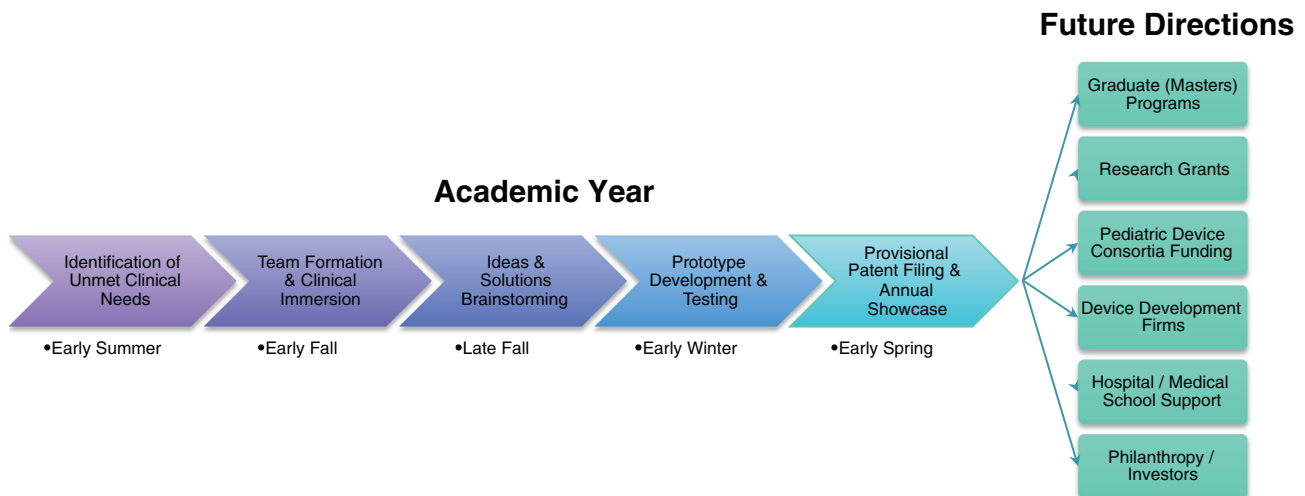 Future Directions
Academic Year
Identification of
Unmet Clinical
Needs
•Early Summer
Team Formation
& Clinical
Immersion
•Early Fall
Ideas &
Solutions
Brainstorming
•Late Fall
Prototype
Development &
Testing
•Early Winter
Provisional
Patent Filing &
Annual
Showcase
•Early Spring
Graduate (Masters)
Programs
Research Grants
Pediatric Device
Consortia Funding
Device Development
Firms
Hospital / Medical
School Support
Philanthropy /
Investors